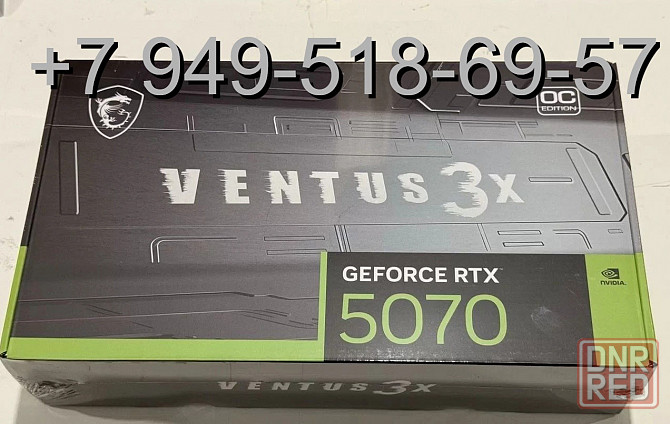 +7 949-518-69-57
OC
EDITION
VENTUS 3X
GEFORCE RTX
5070
NVIDIA.
VENTUS 3X
DNR
RED